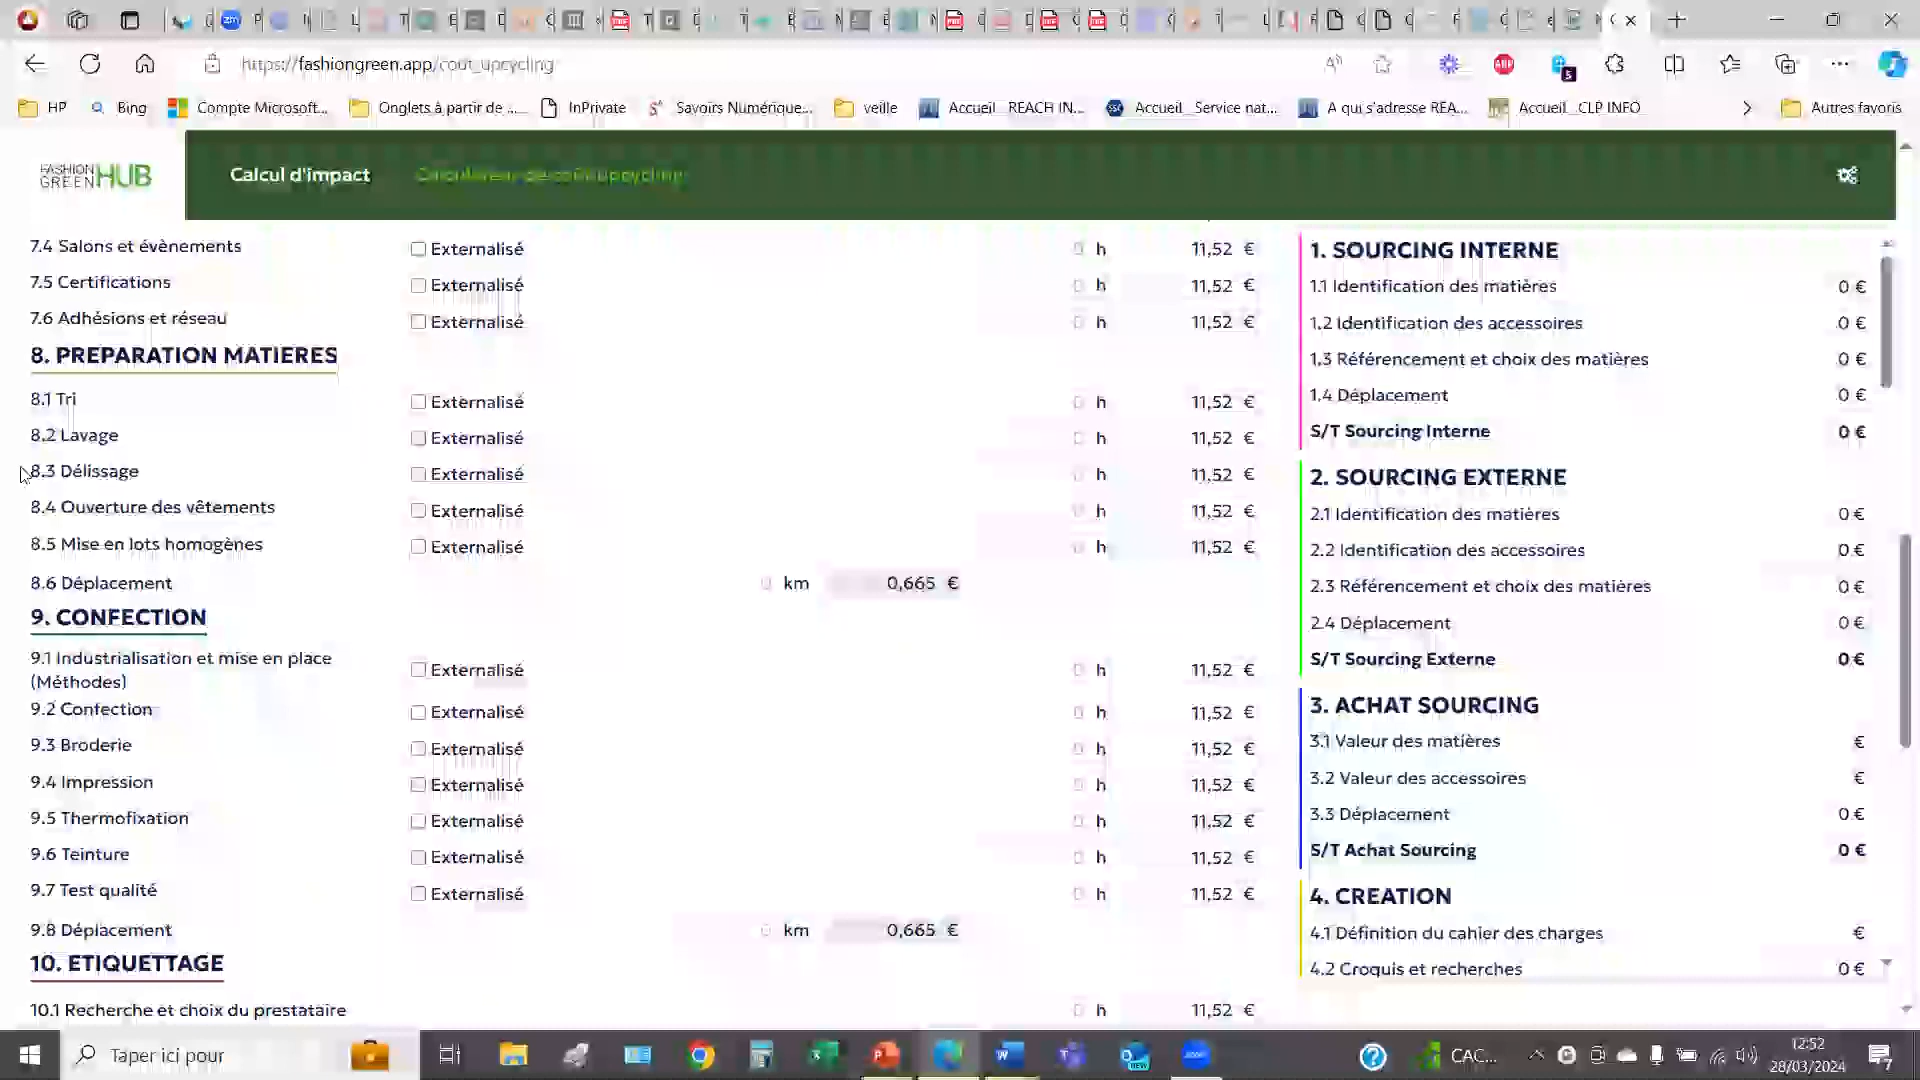 https://fashiongreen.app/cout_upcycling
HP
Bing
Compte Microsoft...
Onglets à partir de ......
InPrivate
Savoirs Numérique...
veille
Accueil__REACH IN...
Accueil__Service nat...
A qui s'adresse REA...
Accueil__CLP INFO
Autres favoris
FASHION GREEN HUB
Calcul d'impact
Calculateur de coût upcycling
7.4 Salons et évènements Externalisé h 11,52 €
7.5 Certifications Externalisé h 11,52 €
7.6 Adhésions et réseau Externalisé h 11,52 €
8. PREPARATION MATIERES
8.1 Tri Externalisé h 11,52 €
8.2 Lavage Externalisé h 11,52 €
8.3 Délissage Externalisé h 11,52 €
8.4 Ouverture des vêtements Externalisé h 11,52 €
8.5 Mise en lots homogènes Externalisé h 11,52 €
8.6 Déplacement km 0,665 €
9. CONFECTION
9.1 Industrialisation et mise en place
(Méthodes) Externalisé h 11,52 €
9.2 Confection Externalisé h 11,52 €
9.3 Broderie Externalisé h 11,52 €
9.4 Impression Externalisé h 11,52 €
9.5 Thermofixation Externalisé h 11,52 €
9.6 Teinture Externalisé h 11,52 €
9.7 Test qualité Externalisé h 11,52 €
9.8 Déplacement km 0,665 €
10. ETIQUETTAGE
10.1 Recherche et choix du prestataire h 11,52 €
1. SOURCING INTERNE
1.1 Identification des matières 0 €
1.2 Identification des accessoires 0 €
1.3 Référencement et choix des matières 0 €
1.4 Déplacement 0 €
S/T Sourcing Interne 0 €
2. SOURCING EXTERNE
2.1 Identification des matières 0 €
2.2 Identification des accessoires 0 €
2.3 Référencement et choix des matières 0 €
2.4 Déplacement 0 €
S/T Sourcing Externe 0 €
3. ACHAT SOURCING
3.1 Valeur des matières €
3.2 Valeur des accessoires €
3.3 Déplacement 0 €
S/T Achat Sourcing 0 €
4. CREATION
4.1 Définition du cahier des charges €
4.2 Croquis et recherches 0 €
Taper ici pour
CAC...
12:52
28/03/2024